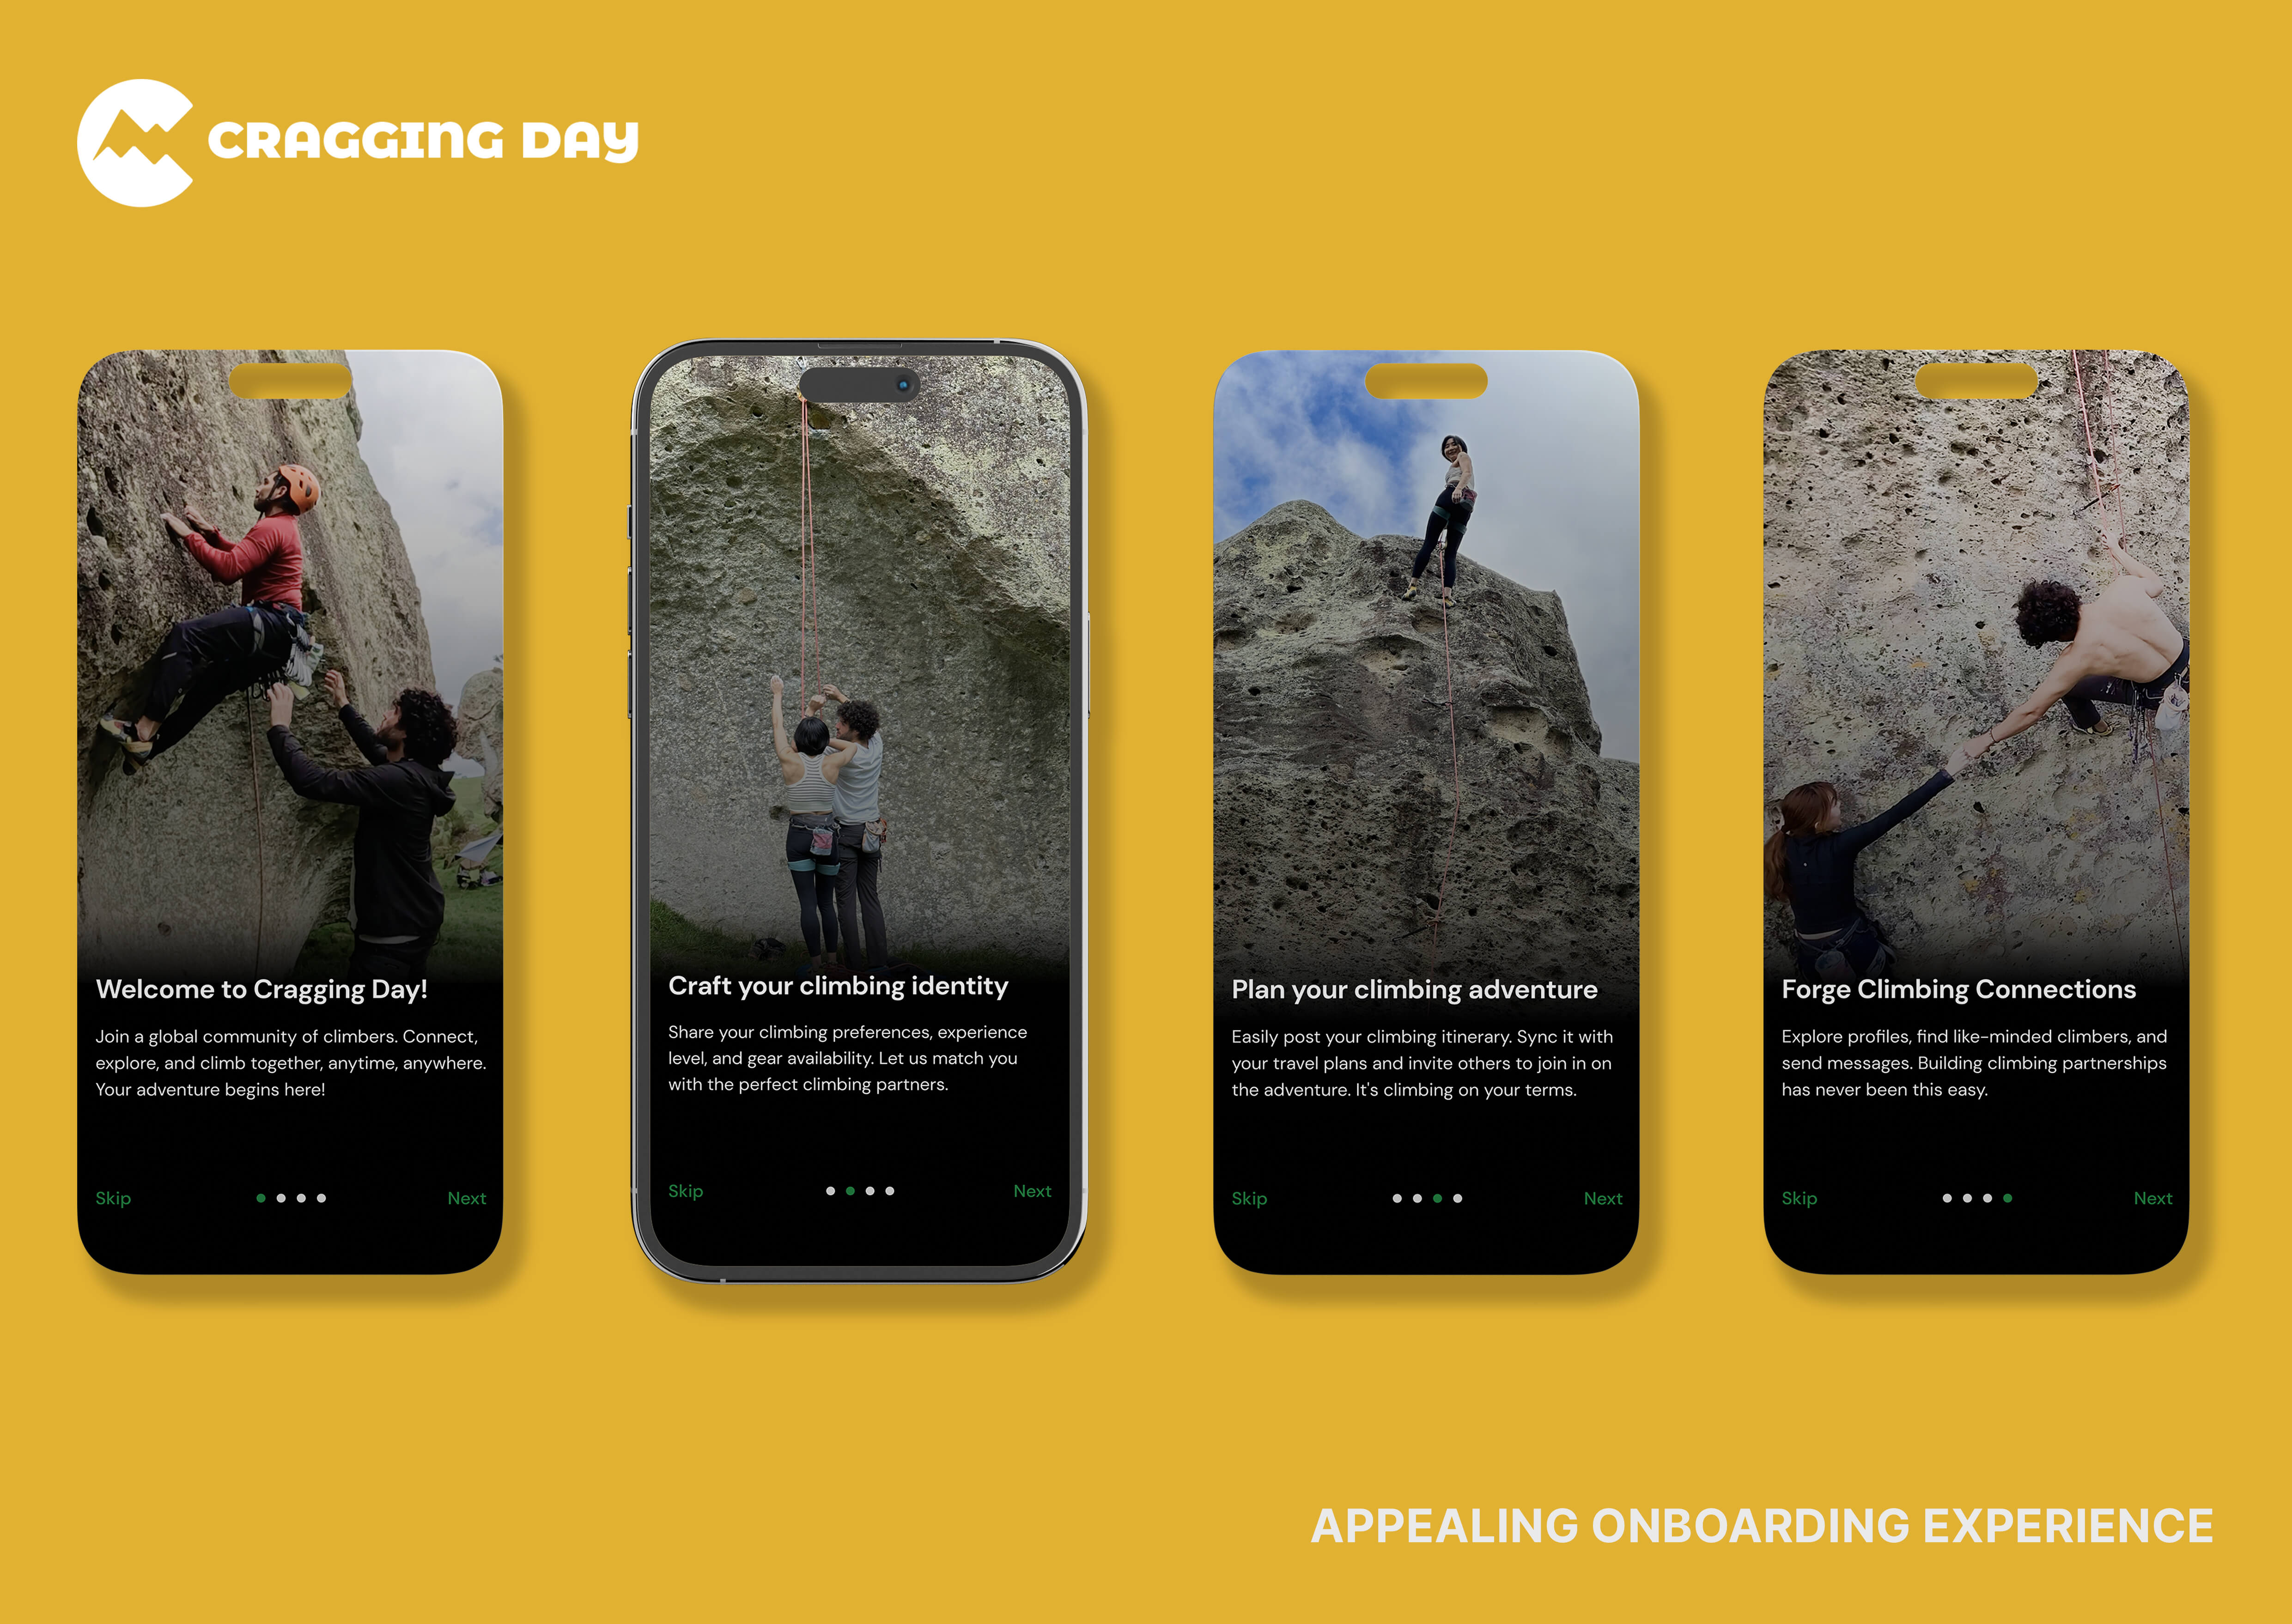 CRAGGING DAY
Welcome to Cragging Day!
Join a global community of climbers. Connect,
explore, and climb together, anytime, anywhere.
Your adventure begins here!
Skip
Next
Craft your climbing identity
Share your climbing preferences, experience
level, and gear availability. Let us match you
with the perfect climbing partners.
Skip
Next
Plan your climbing adventure
Easily post your climbing itinerary. Sync it with
your travel plans and invite others to join in on
the adventure. It's climbing on your terms.
Skip
Next
Forge Climbing Connections
Explore profiles, find like-minded climbers, and
send messages. Building climbing partnerships
has never been this easy.
Skip
Next
APPEALING ONBOARDING EXPERIENCE